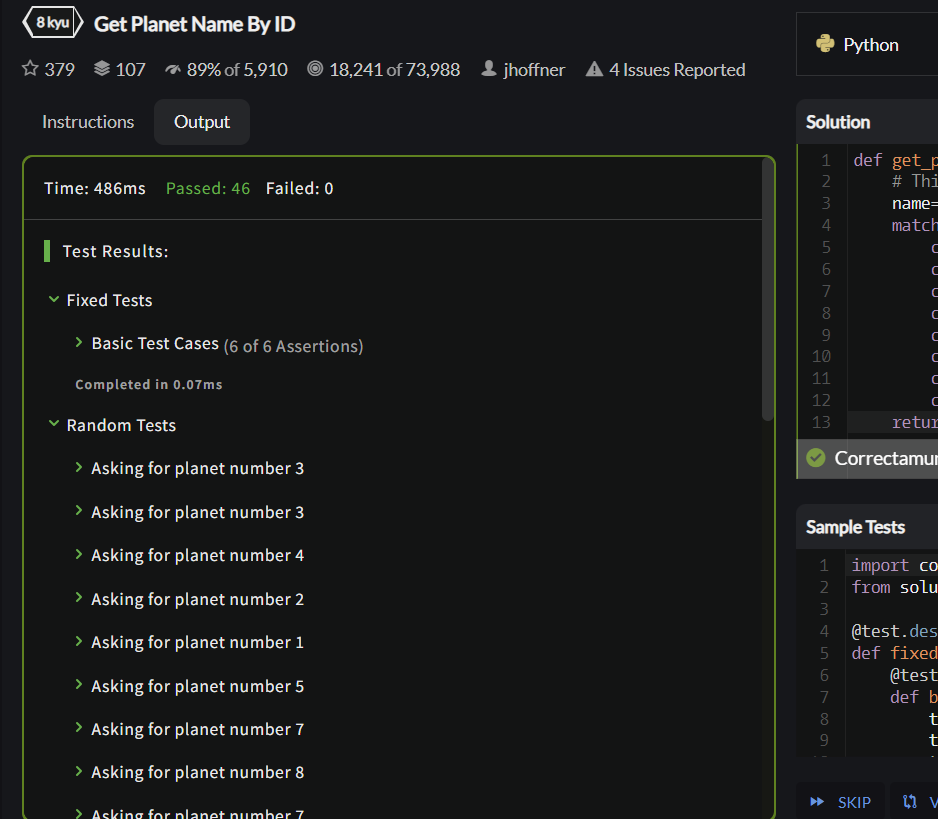 8 kyu Get Planet Name By ID
379 107 89% of 5,910 18,241 of 73,988 jhoffner 4 Issues Reported
Python
Instructions Output
Time: 486ms Passed: 46 Failed: 0
Test Results:
Fixed Tests
Basic Test Cases (6 of 6 Assertions)
Completed in 0.07ms
Random Tests
Asking for planet number 3
Asking for planet number 3
Asking for planet number 4
Asking for planet number 2
Asking for planet number 1
Asking for planet number 5
Asking for planet number 7
Asking for planet number 8
Asking for planet number 7
Solution
1 def get_p
2 # Thi
3 name=
4 match
5 c
6 c
7 c
8 c
9 c
10 c
11 c
12 c
13 retur
Correctamu
Sample Tests
1 import co
2 from solu
3
4 @test.des
5 def fixed
6 @test
7 def b
8 t
9 t
SKIP V